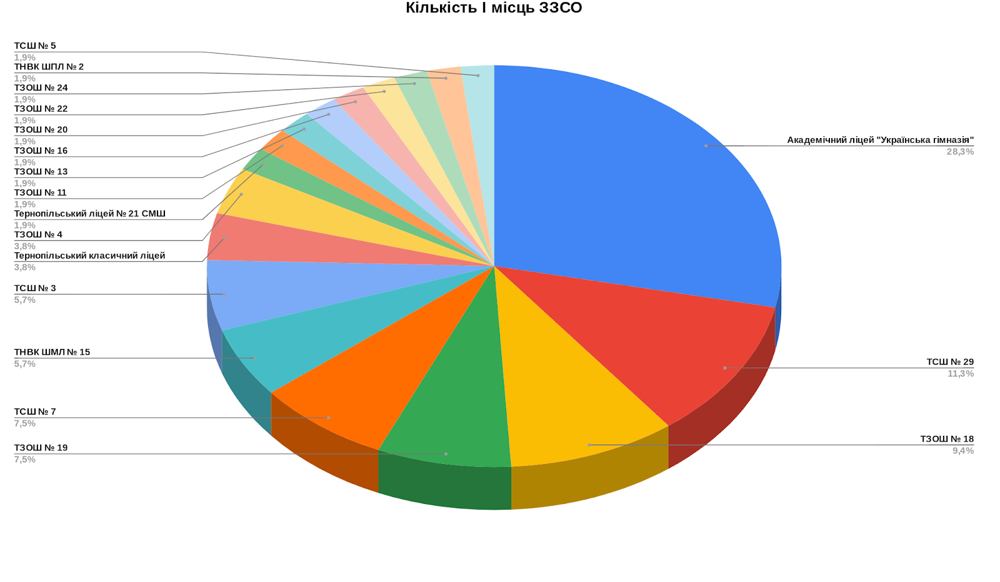 Кількість І місць ЗЗСО
ТСШ № 5
1,9%
ТНВК ШПЛ № 2
1,9%
ТЗОШ № 24
1,9%
ТЗОШ № 22
1,9%
ТЗОШ № 20
1,9%
ТЗОШ № 16
1,9%
ТЗОШ № 13
1,9%
ТЗОШ № 11
1,9%
Тернопільський ліцей № 21 СМШ
1,9%
ТЗОШ № 4
3,8%
Тернопільський класичний ліцей
3,8%
ТСШ № 3
5,7%
ТНВК ШМЛ № 15
5,7%
ТСШ № 7
7,5%
ТЗОШ № 19
7,5%
Академічний ліцей "Українська гімназія"
28,3%
ТСШ № 29
11,3%
ТЗОШ № 18
9,4%